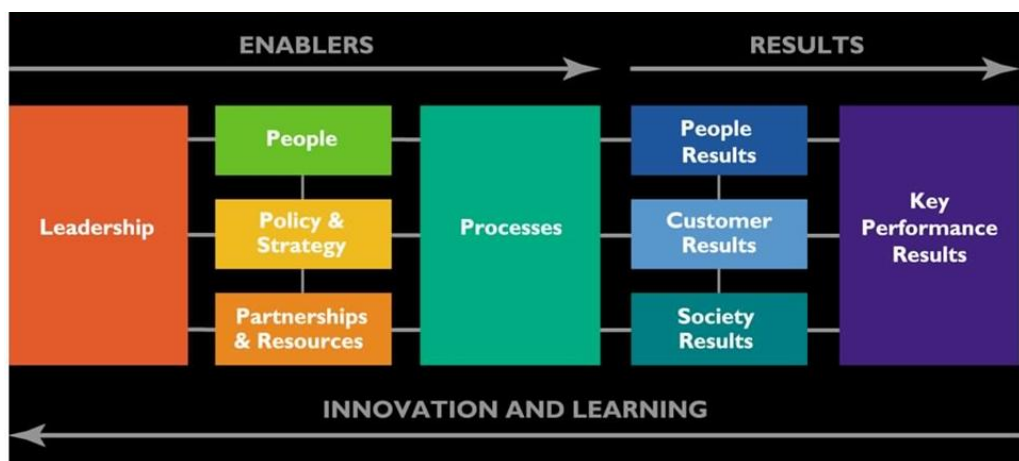 ENABLERS
RESULTS
Leadership
People
Policy &
Strategy
Partnerships
& Resources
Processes
People
Results
Customer
Results
Society
Results
Key
Performance
Results
INNOVATION AND LEARNING